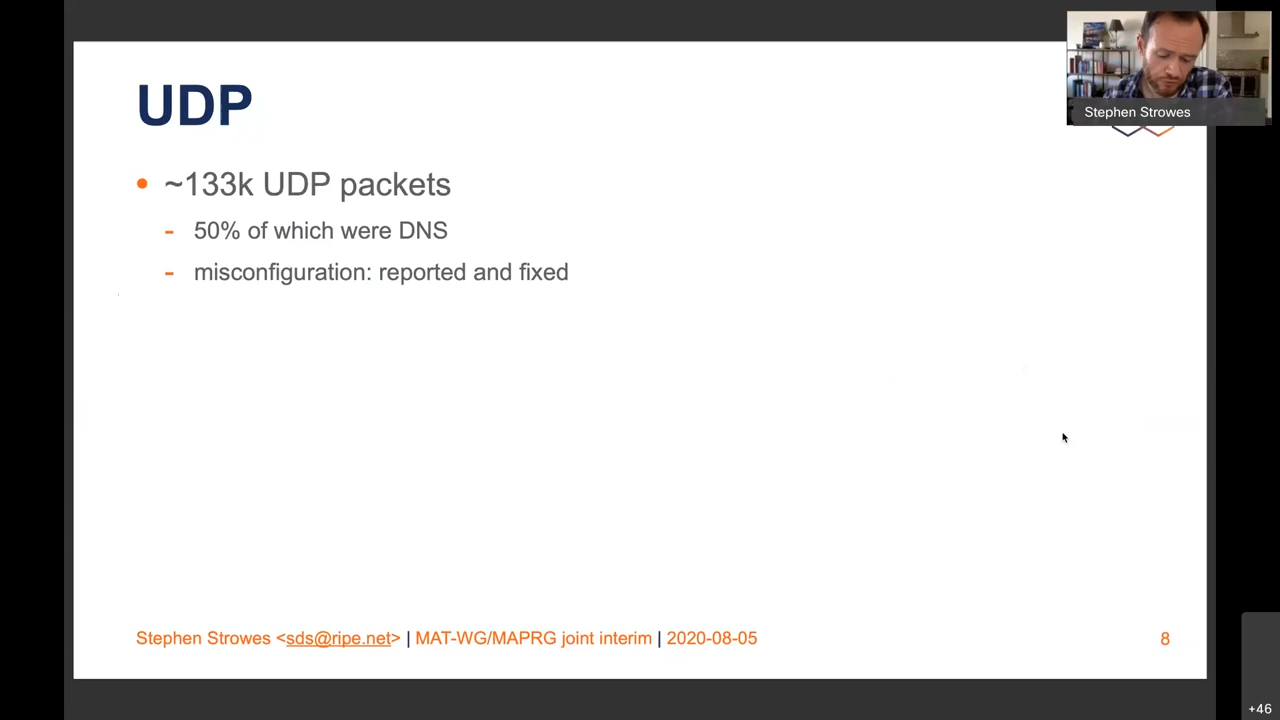 UDP
Stephen Strowes
• ~133k UDP packets
- 50% of which were DNS
- misconfiguration: reported and fixed
Stephen Strowes <sds@ripe.net> | MAT-WG/MAPRG joint interim | 2020-08-05
8
+46